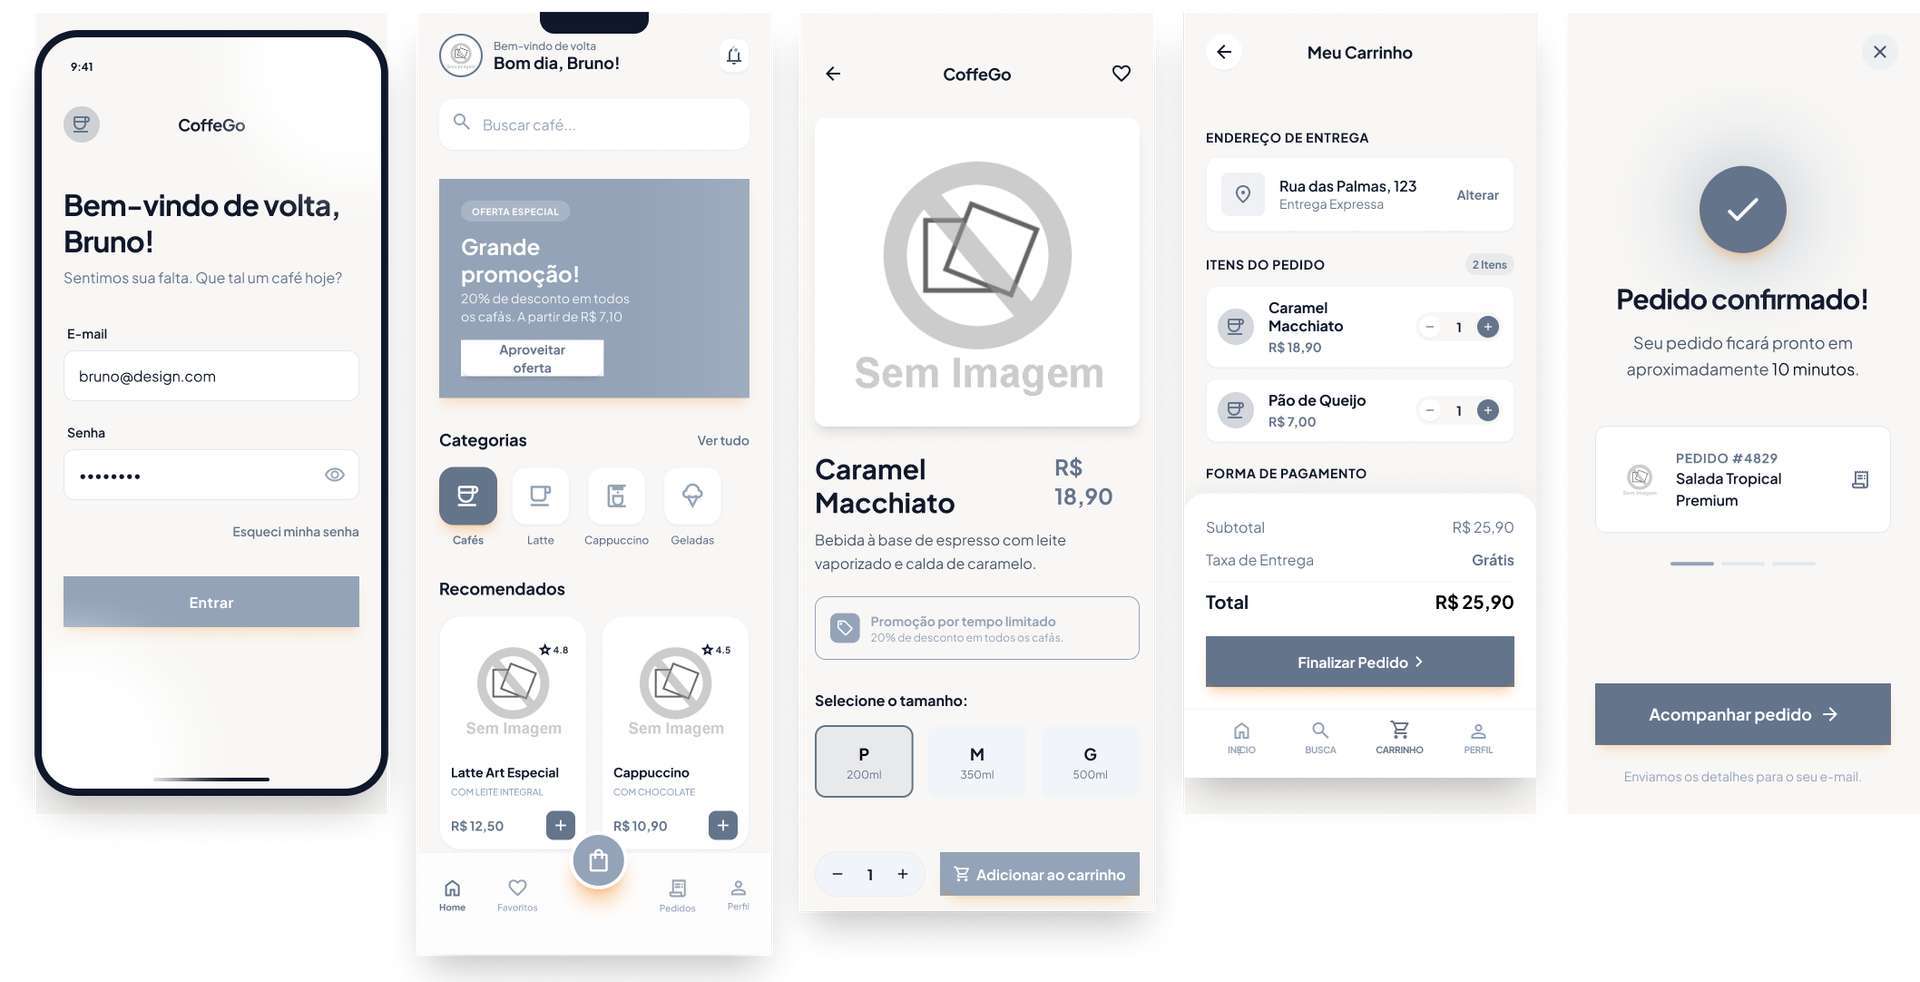 9:41
CoffeGo
Bem-vindo de volta,
Bruno!
Sentimos sua falta. Que tal um café hoje?
E-mail
bruno@design.com
Senha
••••••••
Esqueci minha senha
Entrar
Bem-vindo de volta
Bom dia, Bruno!
Buscar café...
OFERTA ESPECIAL
Grande
promoção!
20% de desconto em todos
os cafás. A partir de R$ 7,10
Aproveitar
oferta
Categorias
Ver tudo
Cafés
Latte
Cappuccino
Geladas
Recomendados
4.8
Sem Imagem
Latte Art Especial
COM LEITE INTEGRAL
R$ 12,50
+
4.5
Sem Imagem
Cappuccino
COM CHOCOLATE
R$ 10,90
+
Home
Favoritos
Pedidos
Perfil
CoffeGo
Sem Imagem
Caramel
Macchiato
R$
18,90
Bebida à base de espresso com leite
vaporizado e calda de caramelo.
Promoção por tempo limitado
20% de desconto em todos os cafás.
Selecione o tamanho:
P
200ml
M
350ml
G
500ml
− 1 +
Adicionar ao carrinho
Meu Carrinho
ENDEREÇO DE ENTREGA
Rua das Palmas, 123
Entrega Expressa
Alterar
ITENS DO PEDIDO
2 Itens
Caramel
Macchiato
R$ 18,90
− 1 +
Pão de Queijo
R$ 7,00
− 1 +
FORMA DE PAGAMENTO
Subtotal R$ 25,90
Taxa de Entrega Grátis
Total R$ 25,90
Finalizar Pedido
BUSCA
CARRINHO
PERFIL
Pedido confirmado!
Seu pedido ficará pronto em
aproximadamente 10 minutos.
PEDIDO #4829
Salada Tropical
Premium
Acompanhar pedido
Enviamos os detalhes para o seu e-mail.